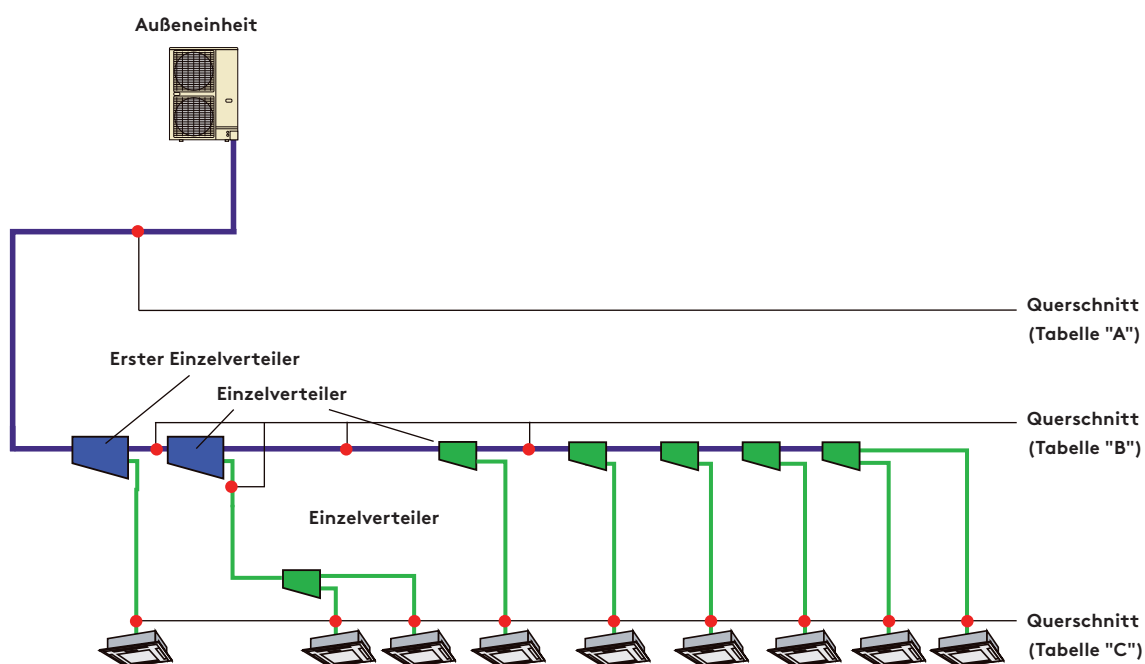 Außeneinheit
Querschnitt
(Tabelle "A")
Erster Einzelverteiler
Einzelverteiler
Querschnitt
(Tabelle "B")
Einzelverteiler
Querschnitt
(Tabelle "C")